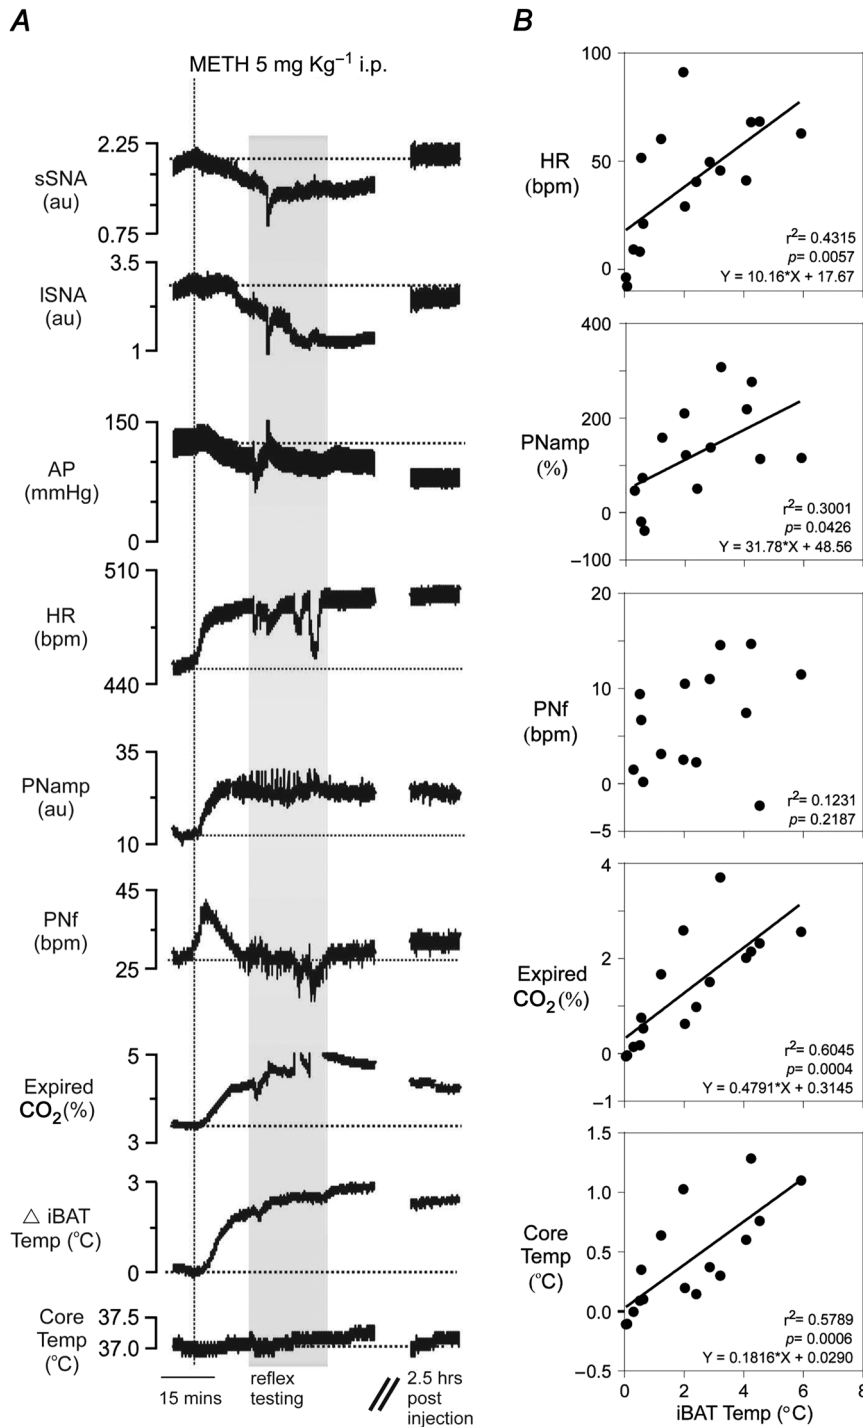 A
METH 5 mg Kg⁻¹ i.p.
sSNA
(au)
2.25
0.75
lSNA
(au)
3.5
1
AP
(mmHg)
150
0
HR
(bpm)
510
440
PNamp
(au)
35
10
PNf
(bpm)
45
25
Expired
CO₂(%)
5
3
△ iBAT
Temp (°C)
3
0
Core
Temp
(°C)
37.5
37.0
15 mins
reflex
testing
2.5 hrs
post
injection
B
HR
(bpm)
100
50
0
r²= 0.4315
p= 0.0057
Y = 10.16*X + 17.67
PNamp
(%)
400
200
0
−100
r²= 0.3001
p= 0.0426
Y = 31.78*X + 48.56
PNf
(bpm)
20
10
0
−5
r²= 0.1231
p= 0.2187
Expired
CO₂(%)
4
2
0
−1
r²= 0.6045
p= 0.0004
Y = 0.4791*X + 0.3145
Core
Temp
(°C)
1.5
1.0
0.5
0.0
−0.5
r²= 0.5789
p= 0.0006
Y = 0.1816*X + 0.0290
0 2 4 6 8
iBAT Temp (°C)